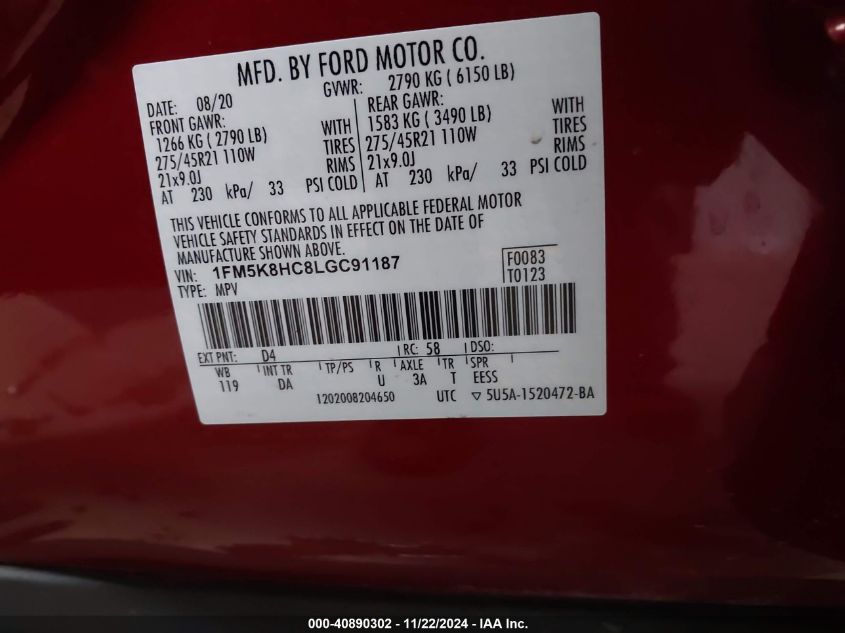 MFD. BY FORD MOTOR CO.
DATE: 08/20 GVWR: 2790 KG ( 6150 LB)
FRONT GAWR: REAR GAWR:
1266 KG ( 2790 LB) WITH 1583 KG ( 3490 LB) WITH
275/45R21 110W TIRES 275/45R21 110W TIRES
21x9.0J RIMS 21x9.0J RIMS
AT 230 kPa/ 33 PSI COLD AT 230 kPa/ 33 PSI COLD
THIS VEHICLE CONFORMS TO ALL APPLICABLE FEDERAL MOTOR
VEHICLE SAFETY STANDARDS IN EFFECT ON THE DATE OF
MANUFACTURE SHOWN ABOVE.
VIN: 1FM5K8HC8LGC91187 F0083
TYPE: MPV T0123
EXT PNT: D4 RC: 58 DSO:
WB INT TR TP/PS R AXLE TR SPR
119 DA U 3A T EESS
1202008204650 UTC ▽ 5U5A-1520472-BA
000-40890302 - 11/22/2024 - IAA Inc.